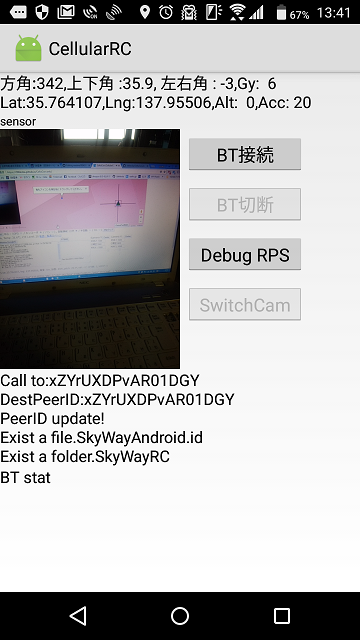 67% 13:41
CellularRC
方角:342,上下角 :35.9, 左右角 : -3,Gy: 6
Lat:35.764107,Lng:137.95506,Alt: 0,Acc: 20
sensor
BT接続
BT切断
Debug RPS
SwitchCam
Call to:xZYrUXDPvAR01DGY
DestPeerID:xZYrUXDPvAR01DGY
PeerID update!
Exist a file.SkyWayAndroid.id
Exist a folder.SkyWayRC
BT stat